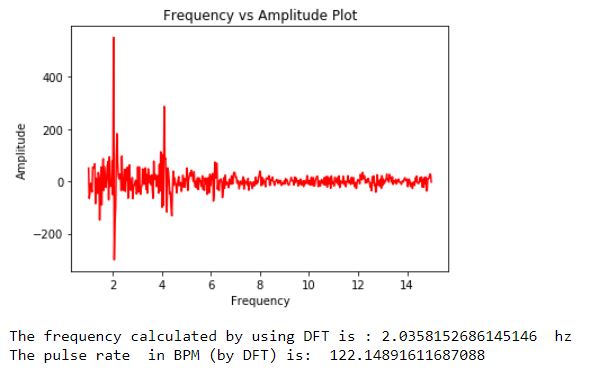 Frequency vs Amplitude Plot
400
200
0
−200
Amplitude
2 4 6 8 10 12 14
Frequency
The frequency calculated by using DFT is : 2.0358152686145146  hz
The pulse rate  in BPM (by DFT) is:  122.14891611687088